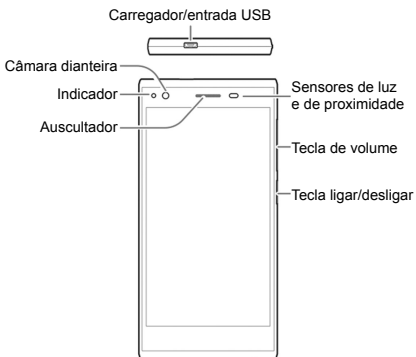 Carregador/entrada USB
Câmara dianteira
Indicador
Auscultador
Sensores de luz
e de proximidade
Tecla de volume
Tecla ligar/desligar